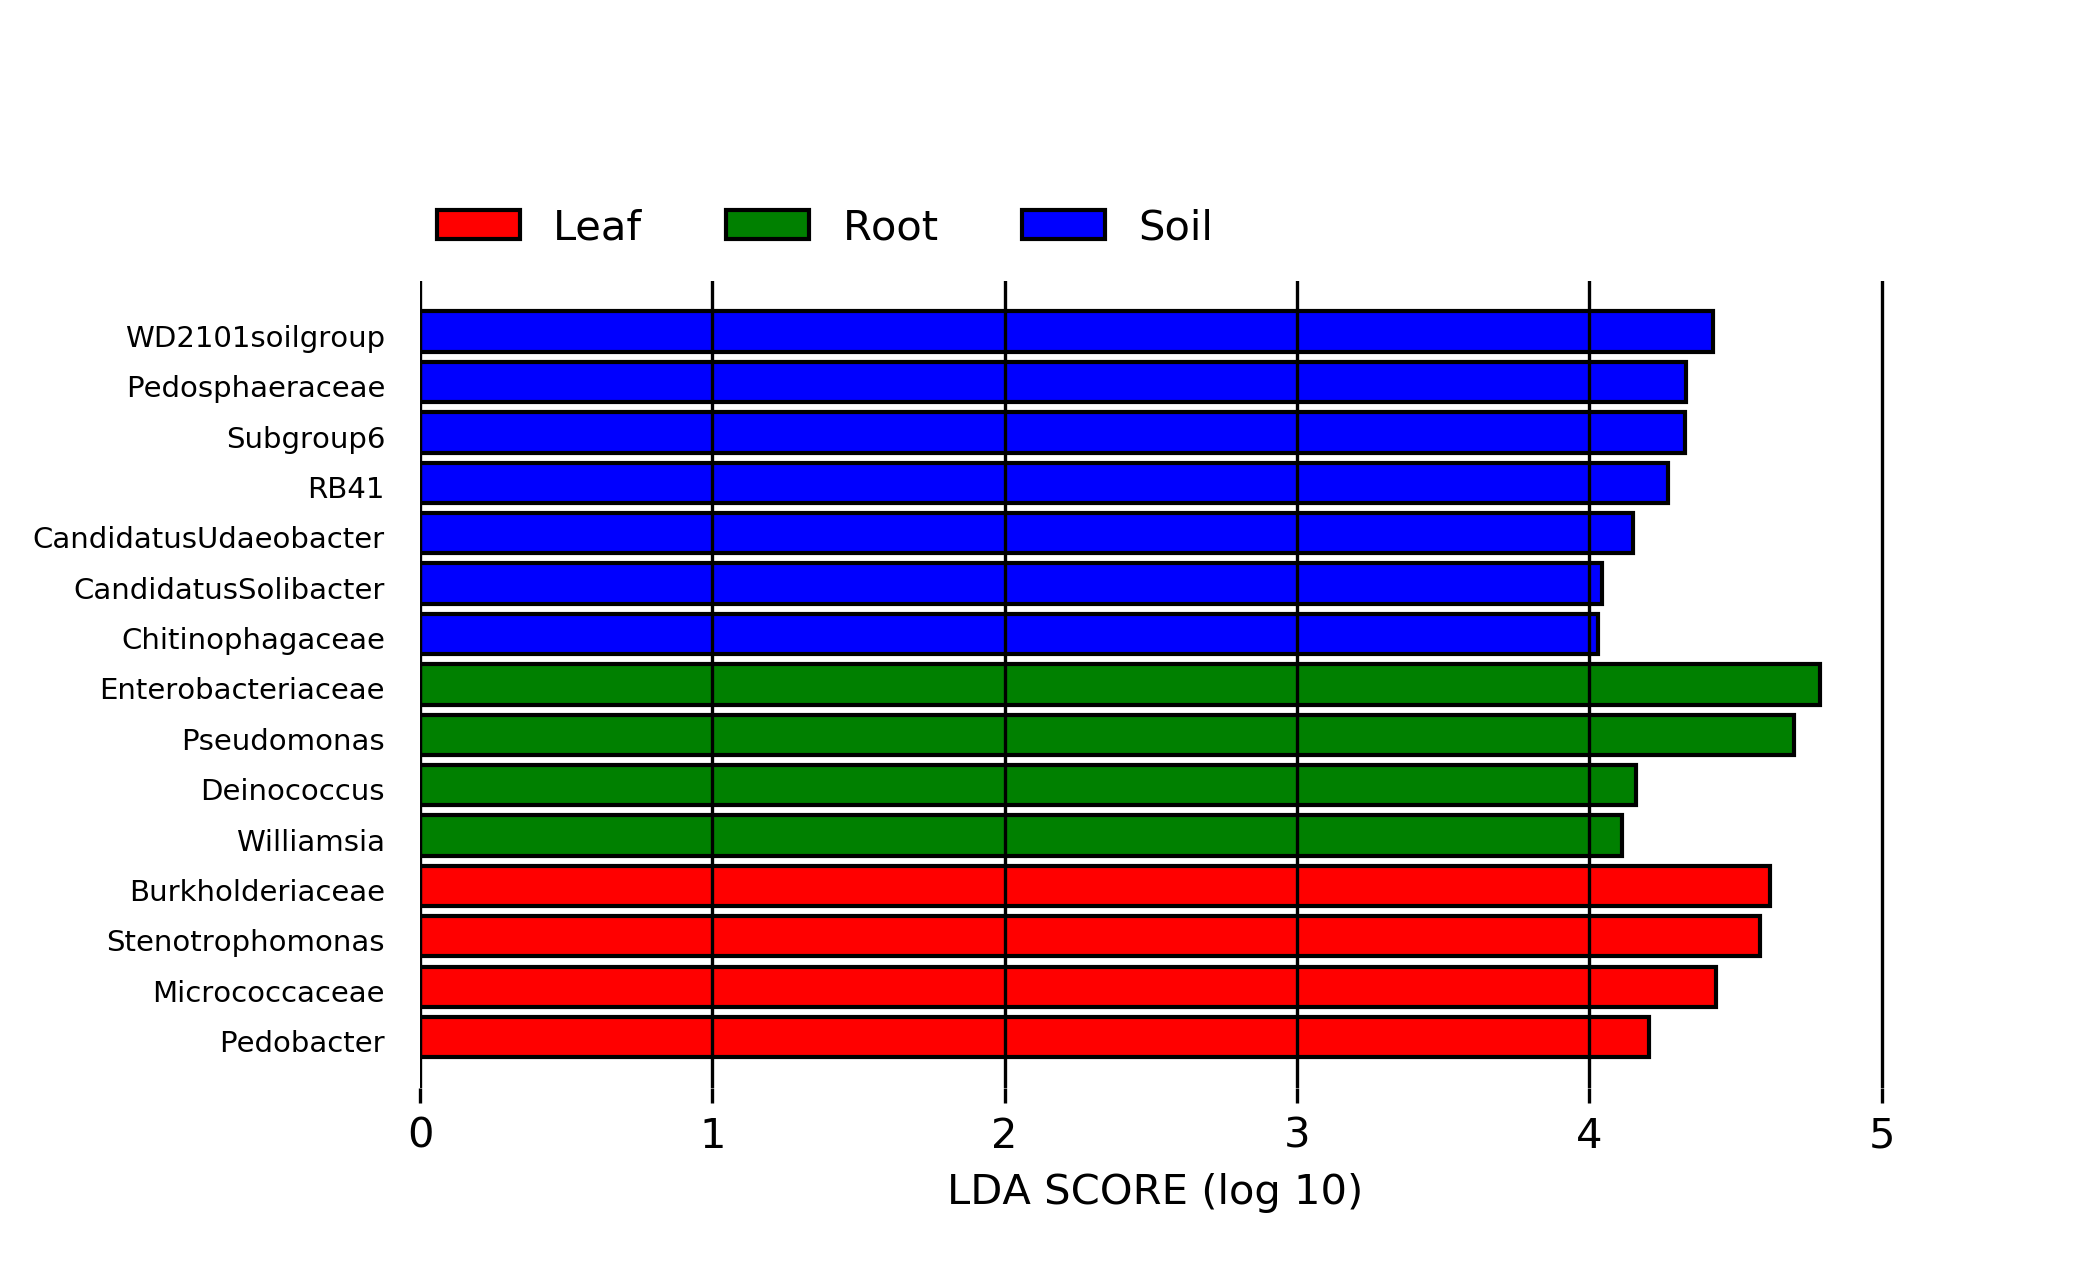 Leaf Root Soil
WD2101soilgroup
Pedosphaeraceae
Subgroup6
RB41
CandidatusUdaeobacter
CandidatusSolibacter
Chitinophagaceae
Enterobacteriaceae
Pseudomonas
Deinococcus
Williamsia
Burkholderiaceae
Stenotrophomonas
Micrococcaceae
Pedobacter
0 1 2 3 4 5
LDA SCORE (log 10)